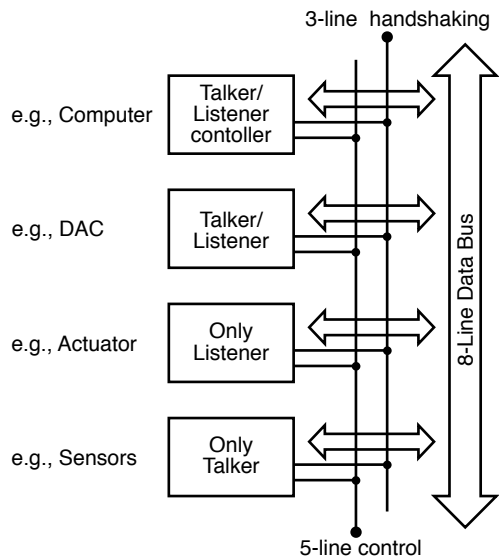 3-line handshaking
e.g., Computer
Talker/
Listener
contoller
e.g., DAC
Talker/
Listener
e.g., Actuator
Only
Listener
e.g., Sensors
Only
Talker
8-Line Data Bus
5-line control